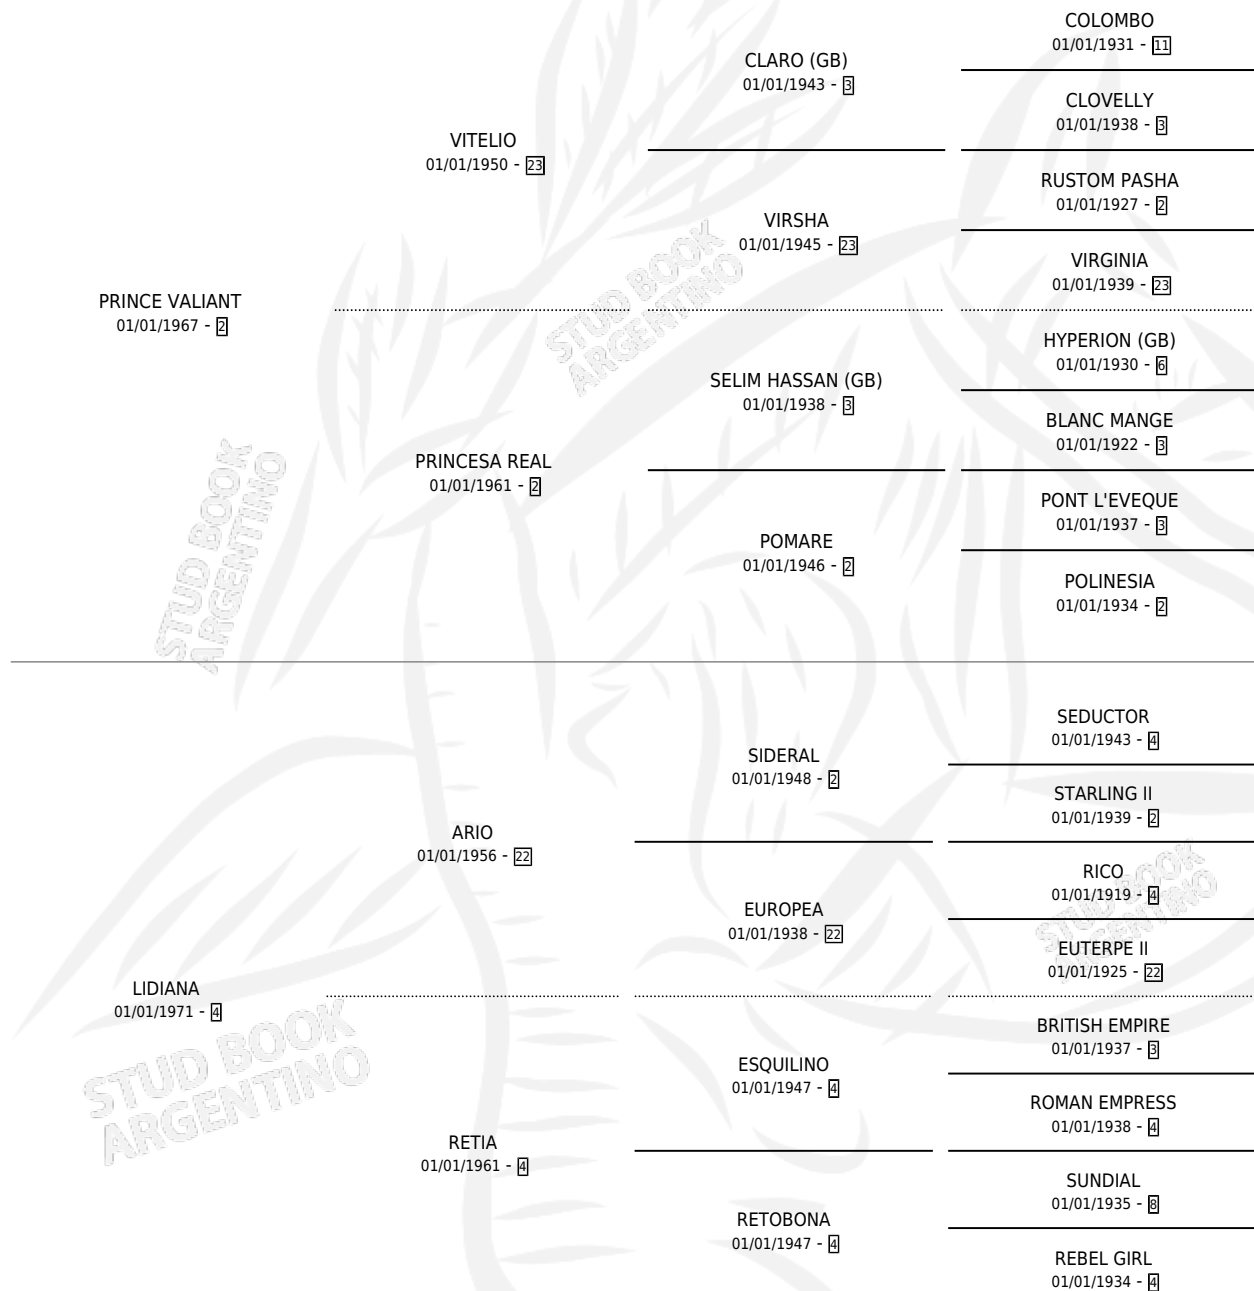 COLOMBO
01/01/1931 - 11
CLARO (GB)
01/01/1943 - 3
CLOVELLY
01/01/1938 - 3
VITELIO
01/01/1950 - 23
RUSTOM PASHA
01/01/1927 - 2
VIRSHA
01/01/1945 - 23
VIRGINIA
01/01/1939 - 23
PRINCE VALIANT
01/01/1967 - 2
HYPERION (GB)
01/01/1930 - 6
SELIM HASSAN (GB)
01/01/1938 - 3
BLANC MANGE
01/01/1922 - 3
PRINCESA REAL
01/01/1961 - 2
PONT L'EVEQUE
01/01/1937 - 3
POMARE
01/01/1946 - 2
POLINESIA
01/01/1934 - 2
STUD BOOK
ARGENTINO
STUD BOOK
ARGENTINO
SEDUCTOR
01/01/1943 - 4
SIDERAL
01/01/1948 - 2
STARLING II
01/01/1939 - 2
ARIO
01/01/1956 - 22
RICO
01/01/1919 - 4
EUROPEA
01/01/1938 - 22
EUTERPE II
01/01/1925 - 22
LIDIANA
01/01/1971 - 4
BRITISH EMPIRE
01/01/1937 - 3
ESQUILINO
01/01/1947 - 4
ROMAN EMPRESS
01/01/1938 - 4
RETIA
01/01/1961 - 4
SUNDIAL
01/01/1935 - 8
RETOBONA
01/01/1947 - 4
REBEL GIRL
01/01/1934 - 4
STUD BOOK
ARGENTINO
STUD BOOK
ARGENTINO